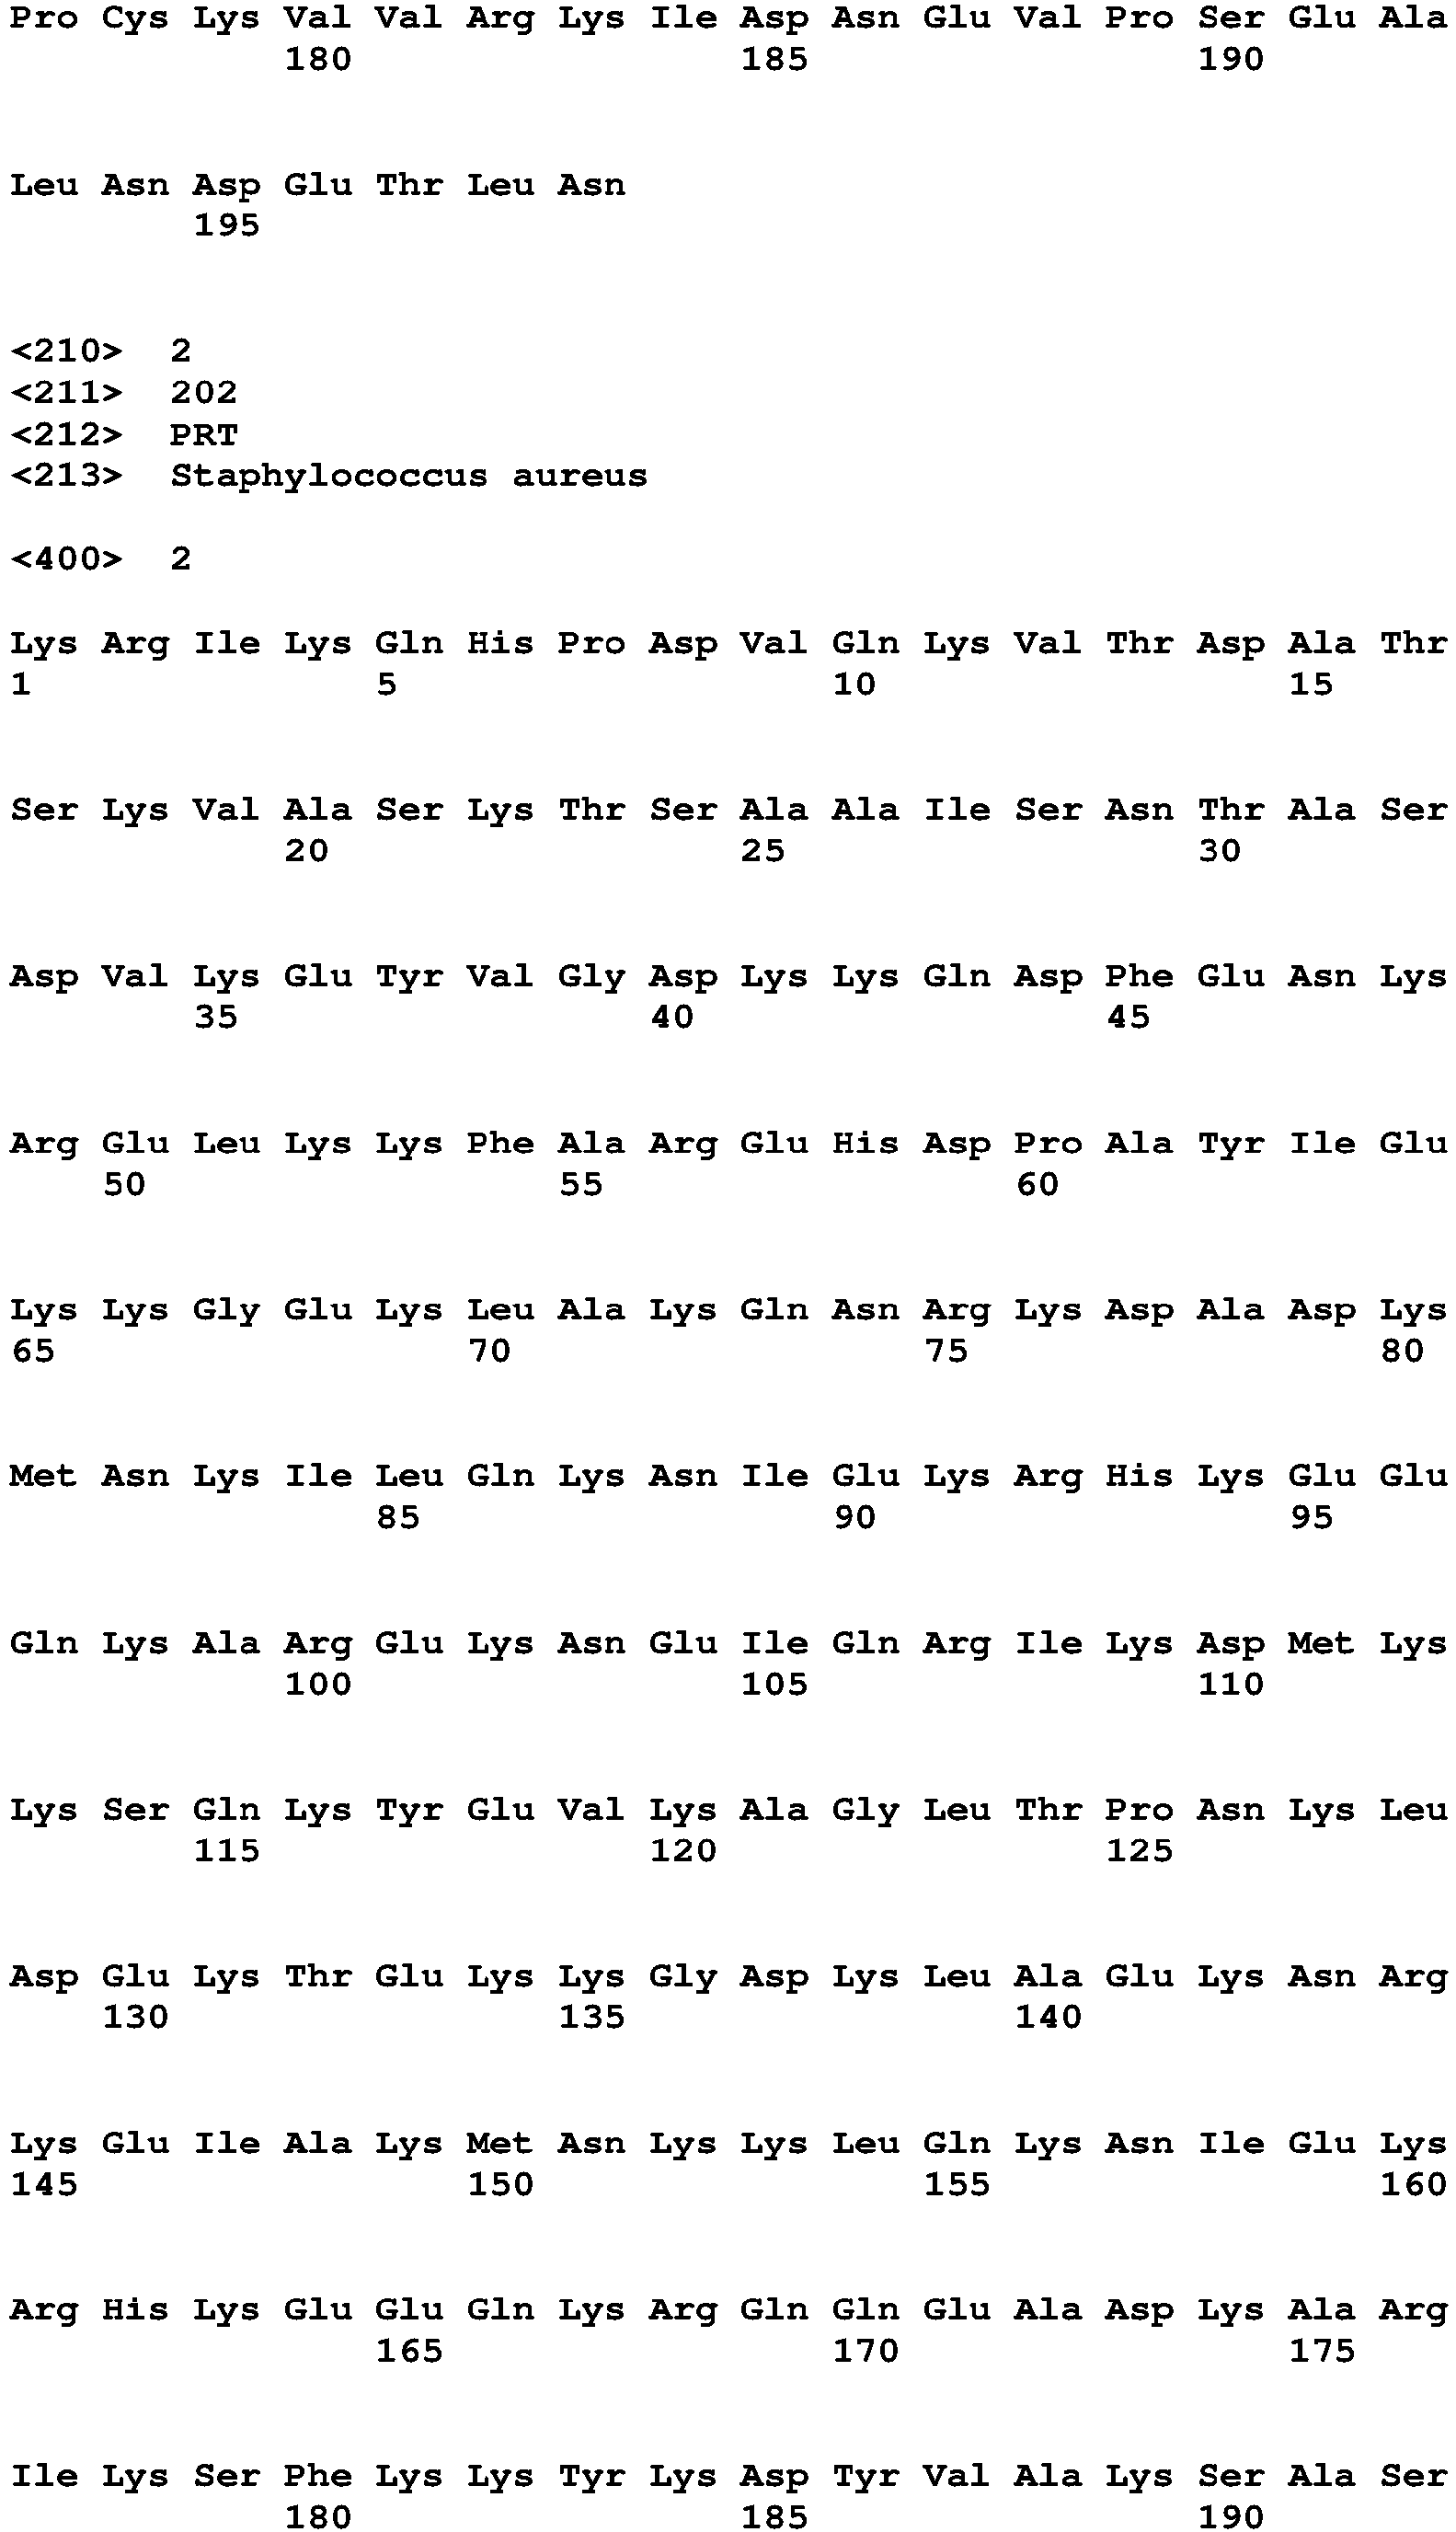 Pro Cys Lys Val Val Arg Lys Ile Asp Asn Glu Val Pro Ser Glu Ala
180 185 190
Leu Asn Asp Glu Thr Leu Asn
195
<210> 2
<211> 202
<212> PRT
<213> Staphylococcus aureus
<400> 2
Lys Arg Ile Lys Gln His Pro Asp Val Gln Lys Val Thr Asp Ala Thr
1 5 10 15
Ser Lys Val Ala Ser Lys Thr Ser Ala Ala Ile Ser Asn Thr Ala Ser
20 25 30
Asp Val Lys Glu Tyr Val Gly Asp Lys Lys Gln Asp Phe Glu Asn Lys
35 40 45
Arg Glu Leu Lys Lys Phe Ala Arg Glu His Asp Pro Ala Tyr Ile Glu
50 55 60
Lys Lys Gly Glu Lys Leu Ala Lys Gln Asn Arg Lys Asp Ala Asp Lys
65 70 75 80
Met Asn Lys Ile Leu Gln Lys Asn Ile Glu Lys Arg His Lys Glu Glu
85 90 95
Gln Lys Ala Arg Glu Lys Asn Glu Ile Gln Arg Ile Lys Asp Met Lys
100 105 110
Lys Ser Gln Lys Tyr Glu Val Lys Ala Gly Leu Thr Pro Asn Lys Leu
115 120 125
Asp Glu Lys Thr Glu Lys Lys Gly Asp Lys Leu Ala Glu Lys Asn Arg
130 135 140
Lys Glu Ile Ala Lys Met Asn Lys Lys Leu Gln Lys Asn Ile Glu Lys
145 150 155 160
Arg His Lys Glu Glu Gln Lys Arg Gln Gln Glu Ala Asp Lys Ala Arg
165 170 175
Ile Lys Ser Phe Lys Lys Tyr Lys Asp Tyr Val Ala Lys Ser Ala Ser
180 185 190